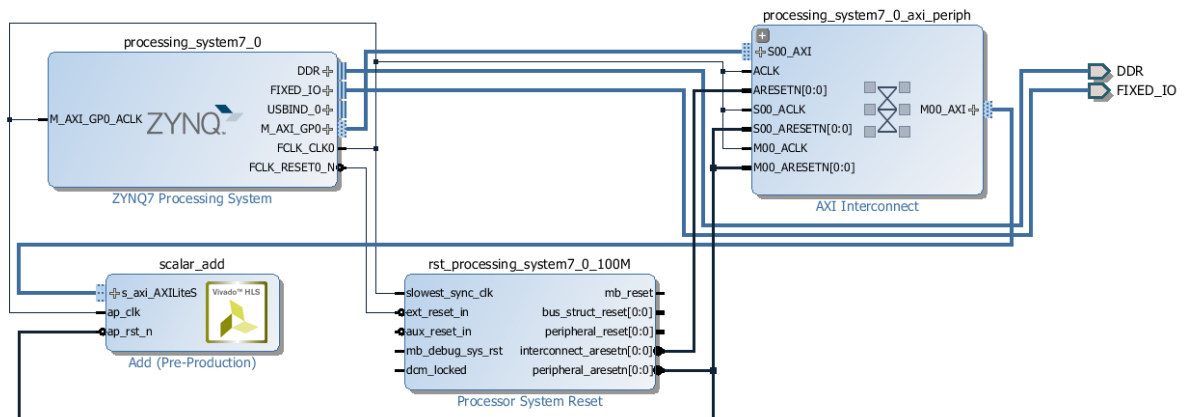 processing_system7_0
DDR
FIXED_IO
USBIND_0
M_AXI_GP0
FCLK_CLK0
FCLK_RESET0_N
M_AXI_GP0_ACLK
ZYNQ.
ZYNQ7 Processing System
processing_system7_0_axi_periph
S00_AXI
ACLK
ARESETN[0:0]
S00_ACLK
S00_ARESETN[0:0]
M00_ACLK
M00_ARESETN[0:0]
M00_AXI
AXI Interconnect
DDR
FIXED_IO
scalar_add
s_axi_AXILiteS
ap_clk
ap_rst_n
Vivado™ HLS
Add (Pre-Production)
rst_processing_system7_0_100M
slowest_sync_clk
ext_reset_in
aux_reset_in
mb_debug_sys_rst
dcm_locked
mb_reset
bus_struct_reset[0:0]
peripheral_reset[0:0]
interconnect_aresetn[0:0]
peripheral_aresetn[0:0]
Processor System Reset